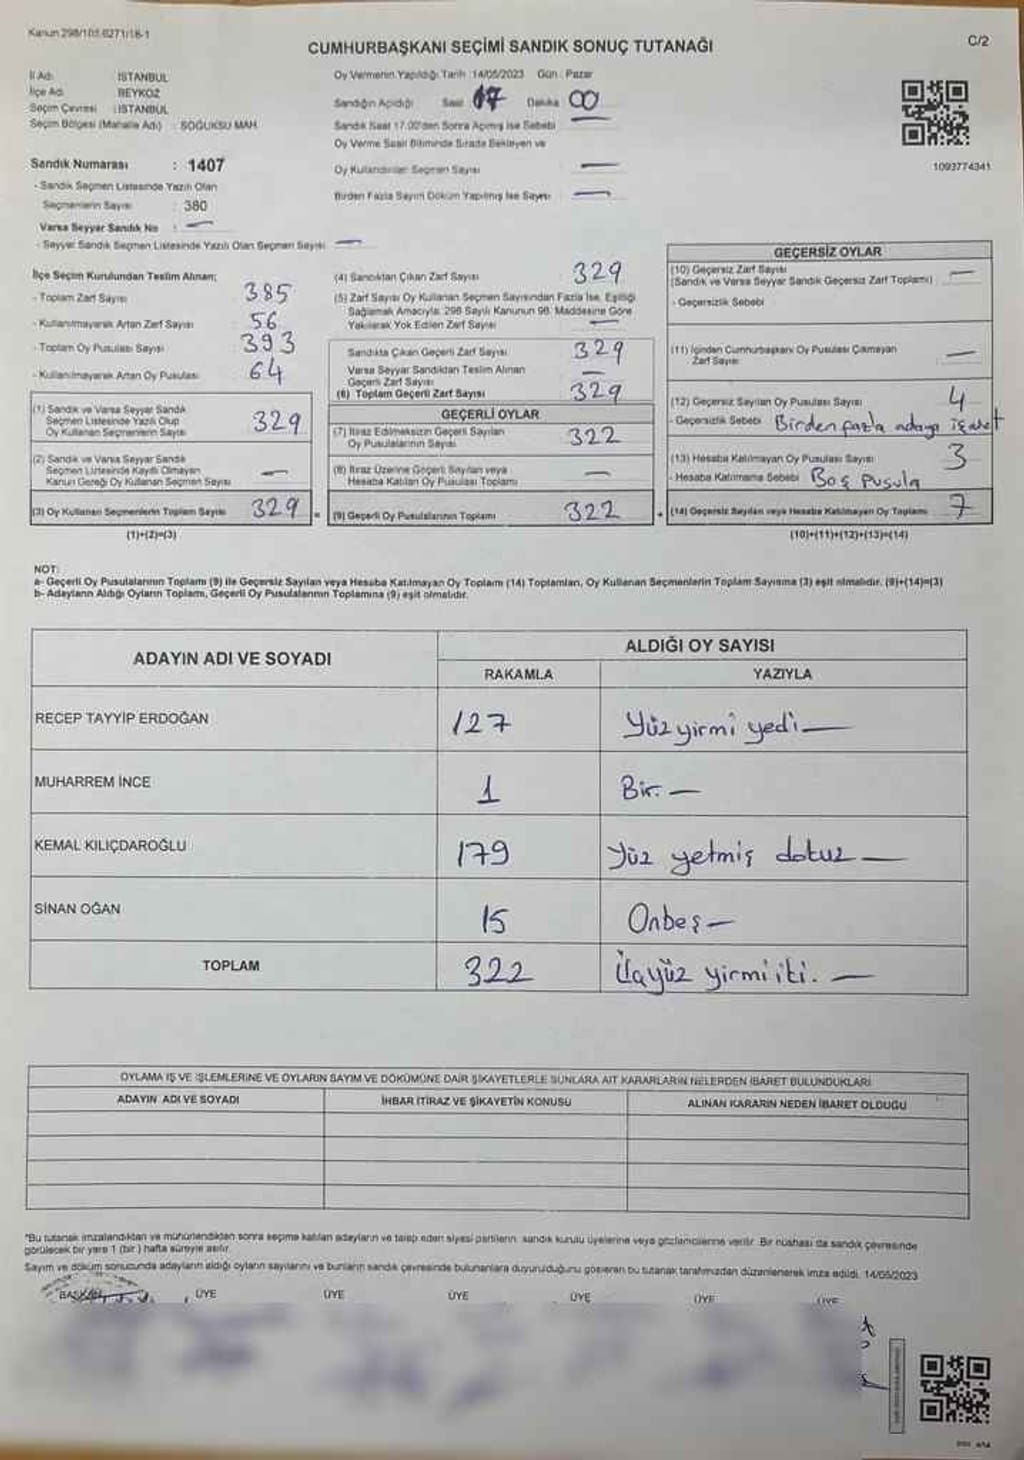 Kanun 298/105 6271/18-1
C/2
CUMHURBAŞKANI SEÇİMİ SANDIK SONUÇ TUTANAĞI
İl Adı : İSTANBUL
İlçe Adı : BEYKOZ
Seçim Çevresi : İSTANBUL
Seçim Bölgesi (Mahalle Adı) : SOĞUKSU MAH.
Oy Vermenin Yapıldığı Tarih : 14/05/2023 Gün : Pazar
Sandığın Açıldığı Saat 17 Dakika 00
Sandık Saat 17.00'den Sonra Açılmış İse Sebebi —
Oy Verme Saati Bitiminde Sırada Bekleyen ve
Oy Kullandırılan Seçmen Sayısı —
Birden Fazla Sayım Döküm Yapılmış İse Sayısı —
1093774341
Sandık Numarası : 1407
- Sandık Seçmen Listesinde Yazılı Olan
Seçmenlerin Sayısı : 380
Varsa Seyyar Sandık No : —
- Seyyar Sandık Seçmen Listesinde Yazılı Olan Seçmen Sayısı —
İlçe Seçim Kurulundan Teslim Alınan;
- Toplam Zarf Sayısı 385
- Kullanılmayarak Artan Zarf Sayısı 56
- Toplam Oy Pusulası Sayısı 393
- Kullanılmayarak Artan Oy Pusulası 64
(1) Sandık ve Varsa Seyyar Sandık
Seçmen Listesinde Yazılı Olup
Oy Kullanan Seçmenlerin Sayısı 329
(2) Sandık ve Varsa Seyyar Sandık
Seçmen Listesinde Kayıtlı Olmayan
Kanun Gereği Oy Kullanan Seçmen Sayısı —
(3) Oy Kullanan Seçmenlerin Toplam Sayısı 329 =
(1)+(2)=(3)
(4) Sandıktan Çıkan Zarf Sayısı 329
(5) Zarf Sayısı Oy Kullanan Seçmen Sayısından Fazla İse, Eşitliği
Sağlamak Amacıyla; 298 Sayılı Kanunun 98. Maddesine Göre
Yakılarak Yok Edilen Zarf Sayısı —
Sandıkta Çıkan Geçerli Zarf Sayısı 329
Varsa Seyyar Sandıktan Teslim Alınan
Geçerli Zarf Sayısı —
(6) Toplam Geçerli Zarf Sayısı 329
GEÇERLİ OYLAR
(7) İtiraz Edilmeksizin Geçerli Sayılan
Oy Pusulalarının Sayısı 322
(8) İtiraz Üzerine Geçerli Sayılan veya
Hesaba Katılan Oy Pusulası Toplamı —
(9) Geçerli Oy Pusulalarının Toplamı 322 +
GEÇERSİZ OYLAR
(10) Geçersiz Zarf Sayısı
(Sandık ve Varsa Seyyar Sandık Geçersiz Zarf Toplamı) —
- Geçersizlik Sebebi
(11) İçinden Cumhurbaşkanı Oy Pusulası Çıkmayan
Zarf Sayısı —
(12) Geçersiz Sayılan Oy Pusulası Sayısı 4
- Geçersizlik Sebebi Birden fazla adaya işaret
(13) Hesaba Katılmayan Oy Pusulası Sayısı 3
- Hesaba Katılmama Sebebi Boş pusula
(14) Geçersiz Sayılan veya Hesaba Katılmayan Oy Toplamı 7
(10)+(11)+(12)+(13)=(14)
NOT:
a- Geçerli Oy Pusulalarının Toplamı (9) ile Geçersiz Sayılan veya Hesaba Katılmayan Oy Toplamı (14) Toplamları, Oy Kullanan Seçmenlerin Toplam Sayısına (3) eşit olmalıdır. (9)+(14)=(3)
b- Adayların Aldığı Oyların Toplamı, Geçerli Oy Pusulalarının Toplamına (9) eşit olmalıdır.
ADAYIN ADI VE SOYADI
ALDIĞI OY SAYISI
RAKAMLA YAZIYLA
RECEP TAYYİP ERDOĞAN 127 Yüz yirmi yedi —
MUHARREM İNCE 1 Bir. —
KEMAL KILIÇDAROĞLU 179 Yüz yetmiş dokuz —
SİNAN OĞAN 15 Onbeş —
TOPLAM 322 Üçyüz yirmi iki. —
OYLAMA İŞ VE İŞLEMLERİNE VE OYLARIN SAYIM VE DÖKÜMÜNE DAİR ŞİKAYETLERLE BUNLARA AİT KARARLARIN NELERDEN İBARET BULUNDUKLARI
ADAYIN ADI VE SOYADI İHBAR İTİRAZ VE ŞİKAYETİN KONUSU ALINAN KARARIN NEDEN İBARET OLDUĞU
*Bu tutanak imzalandıktan ve mühürlendikten sonra seçime katılan adayların ve talep eden siyasi partilerin, sandık kurulu üyelerine veya gözlemcilerine verilir. Bir nüshası da sandık çevresinde
görülecek bir yere 1 (bir) hafta süreyle asılır.
Sayım ve döküm sonucunda adayların aldığı oyların sayılarını ve bunların sandık çevresinde bulunanlara duyurulduğunu gösteren bu tutanak tarafımızdan düzenlenerek imza edildi. 14/05/2023
BAŞKAN ÜYE ÜYE ÜYE ÜYE ÜYE ÜYE